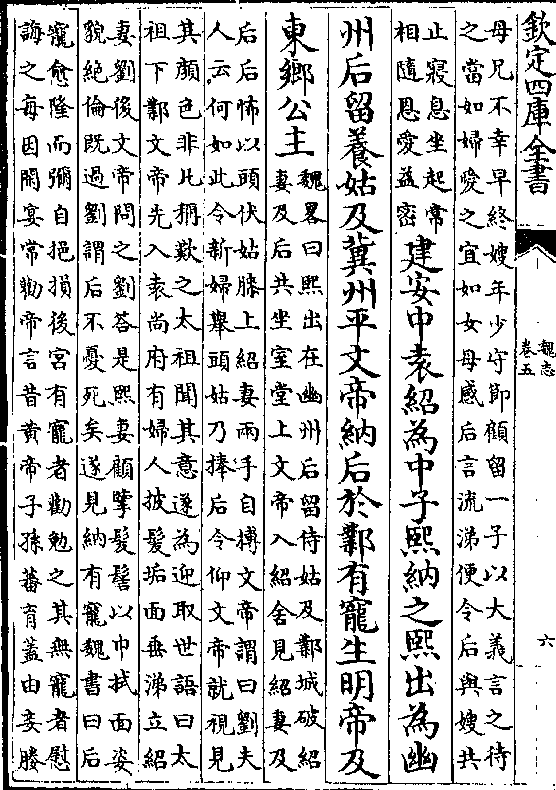 欽定四庫全書
魏志
卷五
六
母兄不幸早終嫂年少守節顧留一子以大義言之待
之當如婦愛之宜如女母感后言流涕便令后與嫂共
止寢息坐起常
相隨恩愛益密
建安中袁紹為中子熙納之熙出為幽
州后留養姑及冀州平文帝納后於鄴有寵生明帝及
東鄉公主
魏畧曰熙出在幽州后留侍姑及鄴城破紹
妻及后共坐室堂上文帝入紹舍見紹妻及
后后怖以頭伏姑膝上紹妻兩手自搏文帝謂曰劉夫
人云何如此令新婦舉頭姑乃捧后令仰文帝就視見
其顔色非凡稱歎之太祖聞其意遂為迎取世語曰太
祖下鄴文帝先入袁尚府有婦人披髮垢面垂涕立紹
妻劉後文帝問之劉答是熙妻顧擥髮髻以巾拭面姿
貌絶倫既過劉謂后不憂死矣遂見納有寵魏書曰后
寵愈隆而彌自挹損後宮有寵者勸勉之其無寵者慰
誨之每因閒宴常勸帝言昔黄帝子孫蕃育蓋由妾媵